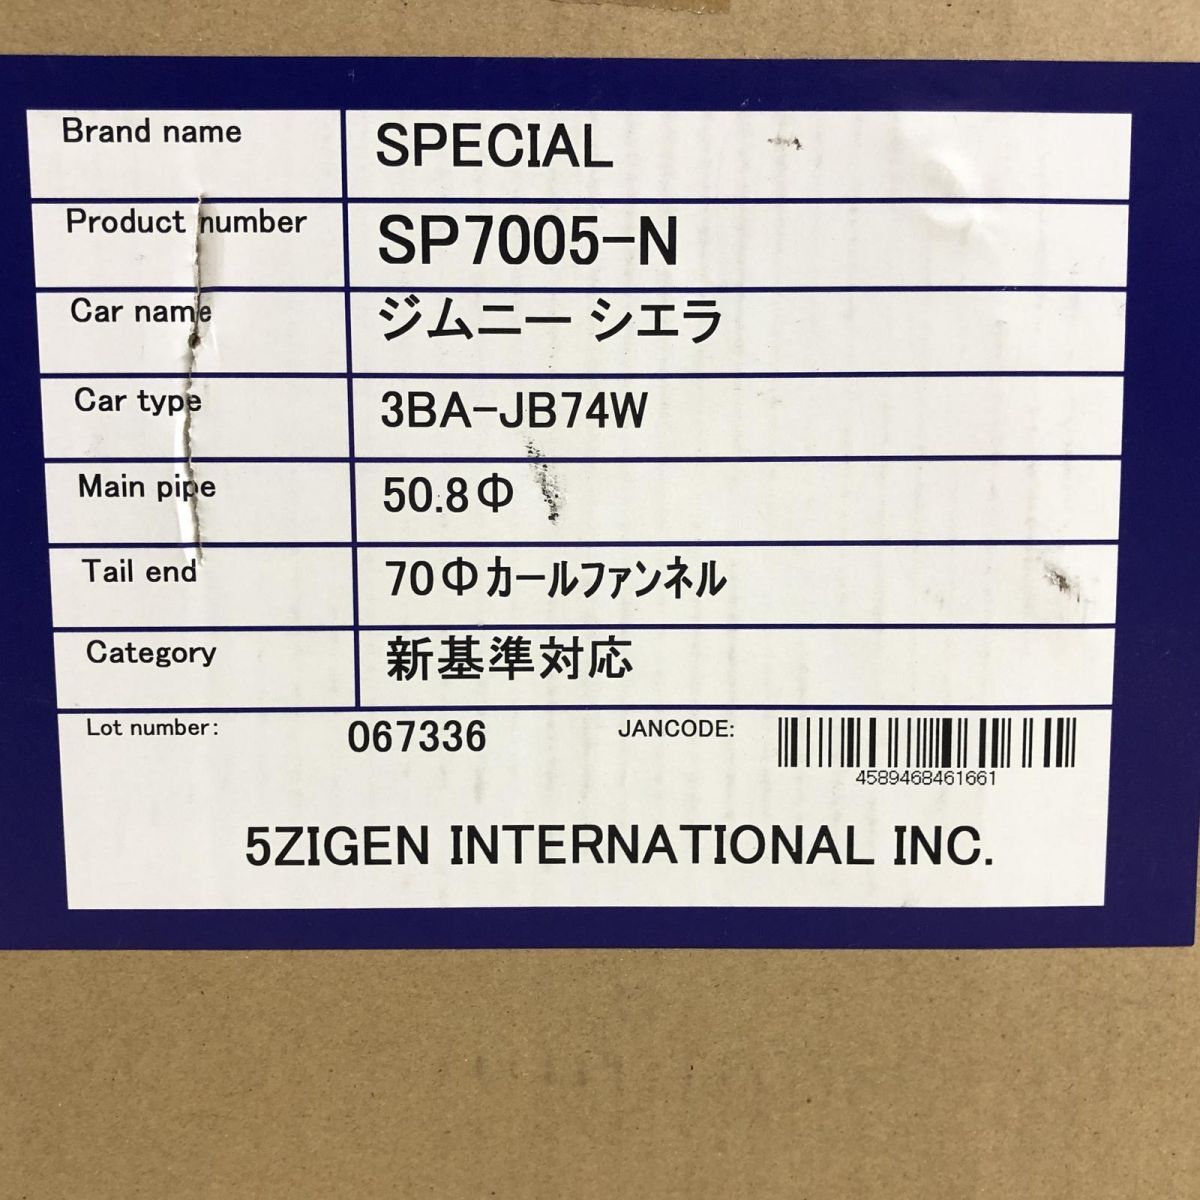 Brand name SPECIAL
Product number SP7005-N
Car name ジムニー シエラ
Car type 3BA-JB74W
Main pipe 50.8Φ
Tail end 70Φカールファンネル
Category 新基準対応
Lot number: 067336 JANCODE:
4589468461661
5ZIGEN INTERNATIONAL INC.